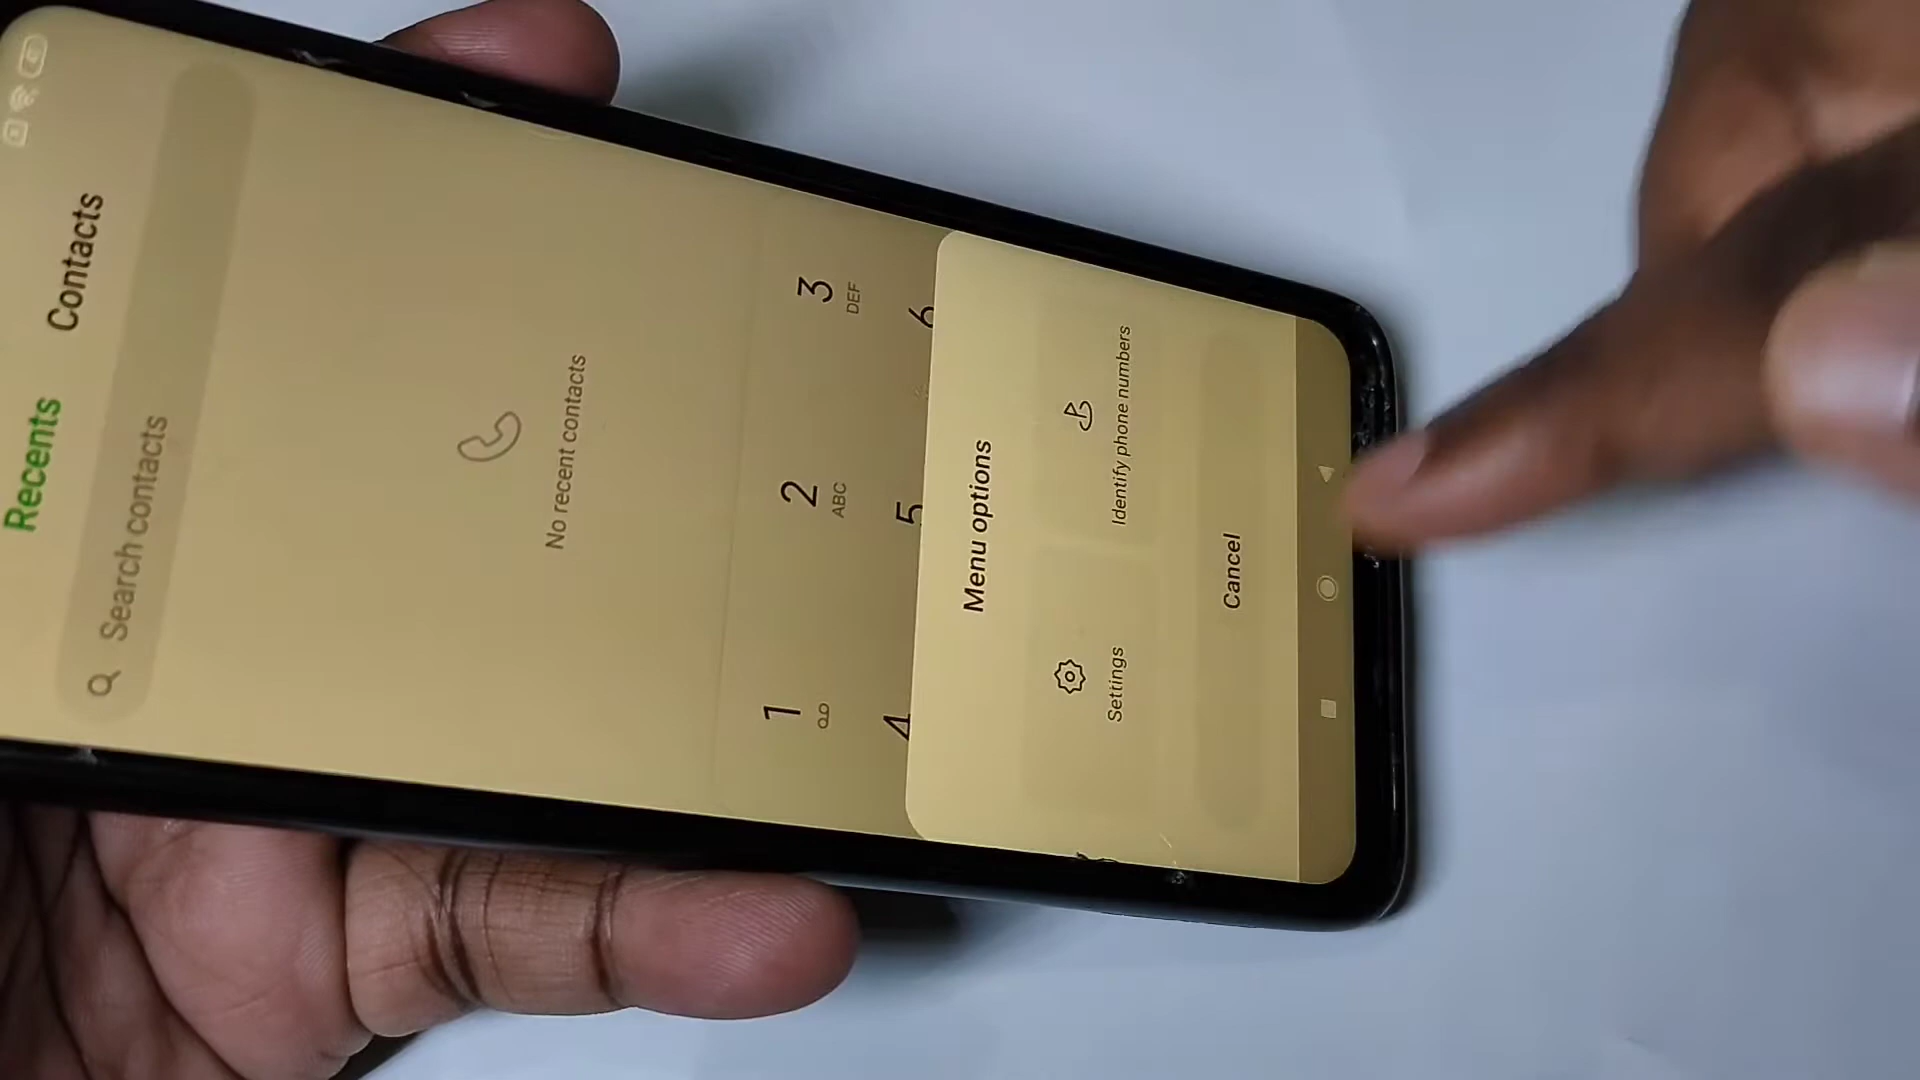 Recents Contacts
Search contacts
No recent contacts
1 2 ABC 3 DEF
4 5 6
Menu options
Settings Identify phone numbers
Cancel